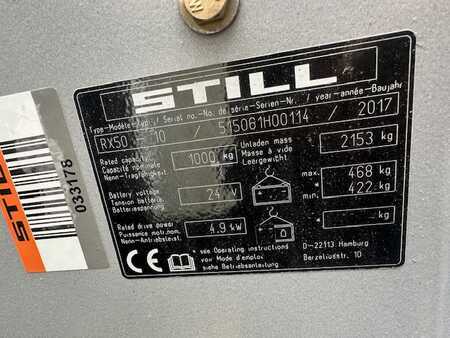 STILL
Type-Modèle-Typ / Serial no.-No. de série-Serien-Nr. / year-année-Baujahr
RX50 - 10 / 515061H00114 / 2017
Rated capacity
Capacité nominale
Nenn-Tragfähigkeit
1000 kg
Unladen mass
Masse à vide
Leergewicht
2153 kg
Battery voltage
Tension batterie
Batteriespannung
24 V
max. 468 kg
min. 422 kg
Rated drive power
Puissance motr.nom.
Nenn-Antriebsleist.
4.9 kW
* kg
* see Operating instructions
voir Mode d'emploi
siehe Betriebsanleitung
D-22113 Hamburg
Berzeliusstr. 10
CE
STILL
033178